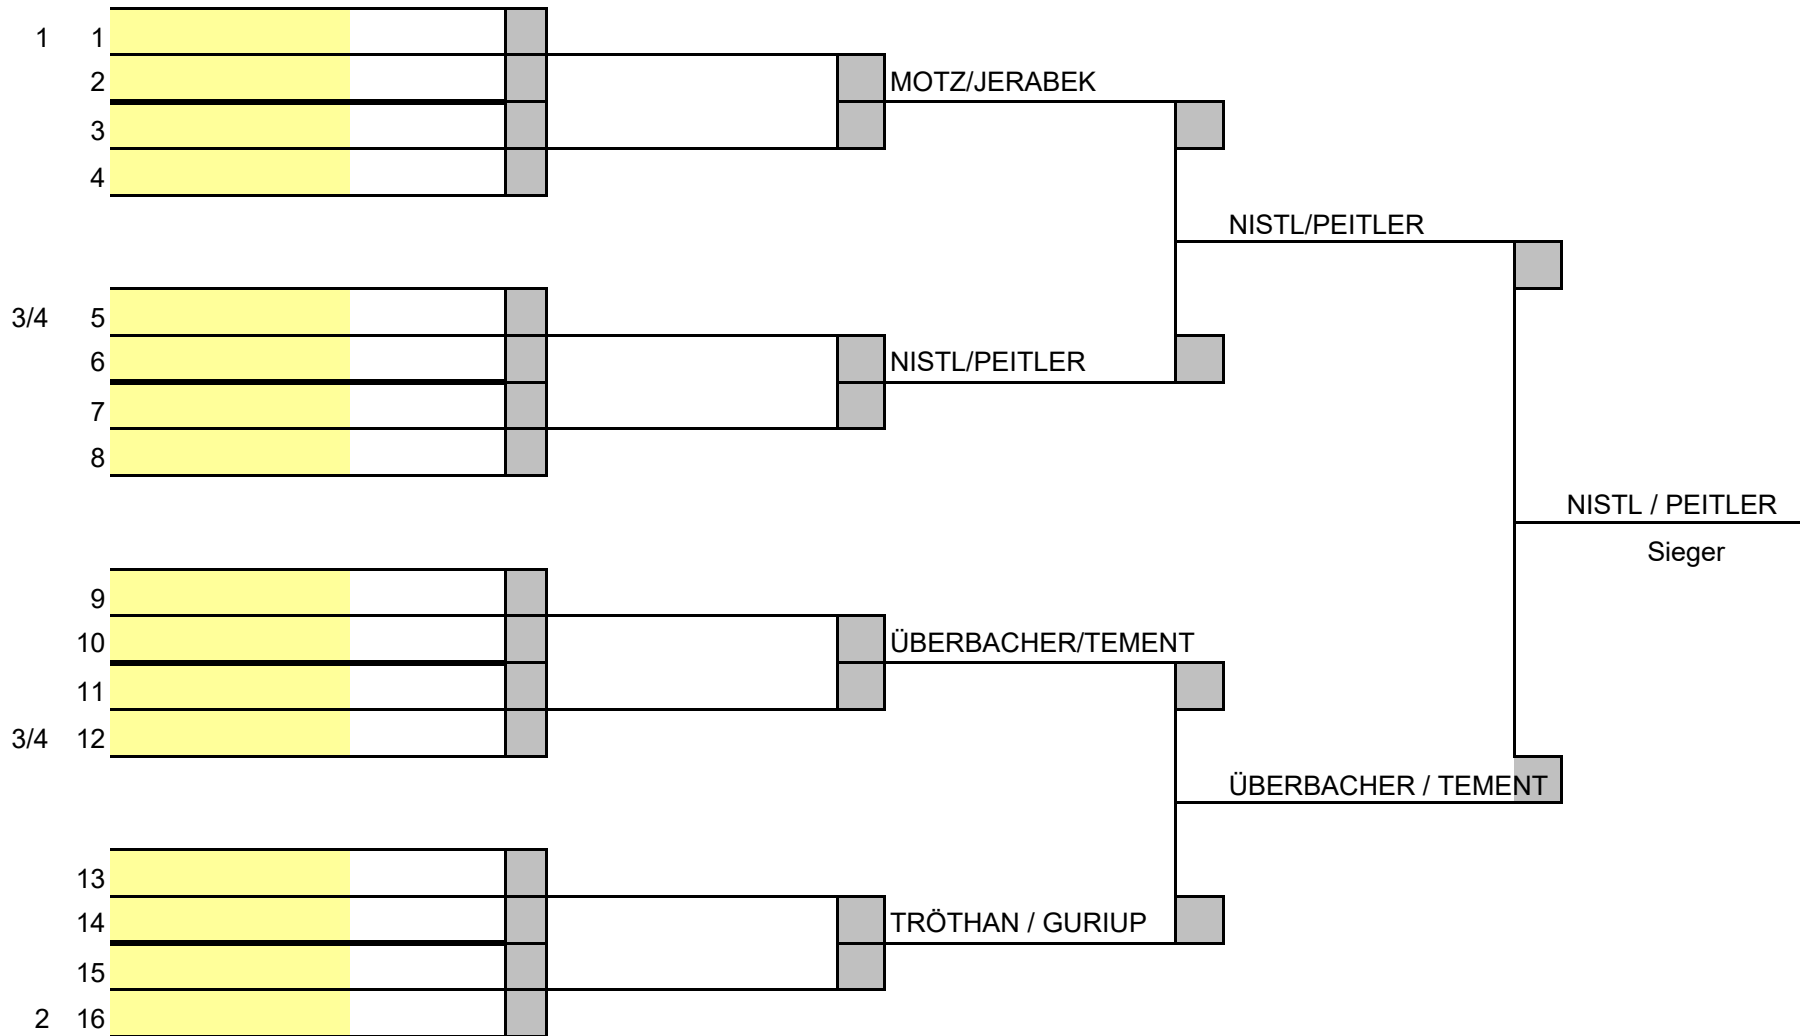 1 1
2 MOTZ/JERABEK
3
4
NISTL/PEITLER
3/4 5
6 NISTL/PEITLER
7
8
NISTL / PEITLER
Sieger
9
10 ÜBERBACHER/TEMENT
11
3/4 12
ÜBERBACHER / TEMENT
13
14 TRÖTHAN / GURIUP
15
2 16